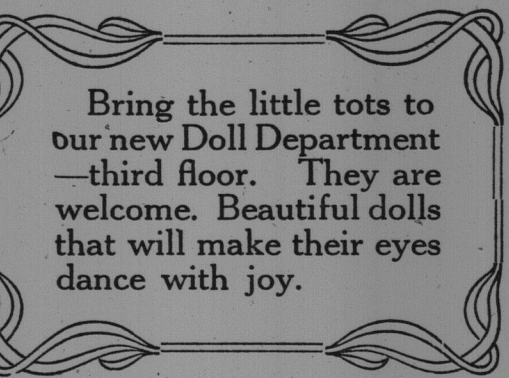 Bring the little tots to
our new Doll Department
—third floor. They are
welcome. Beautiful dolls
that will make their eyes
dance with joy.